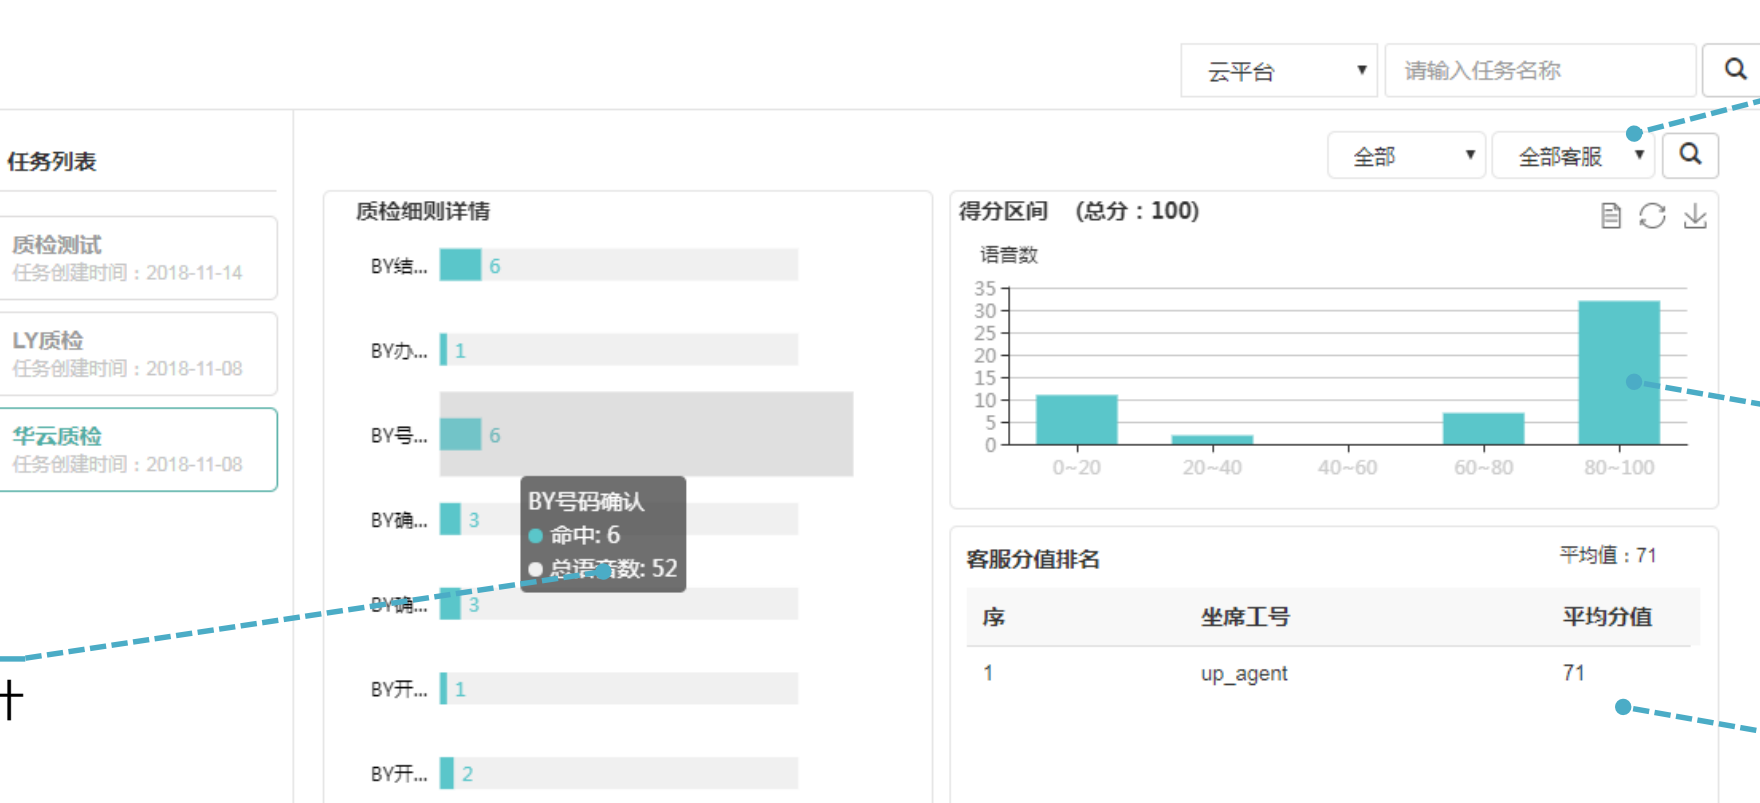 云平台
请输入任务名称
全部
全部客服
任务列表
质检测试
任务创建时间：2018-11-14
LY质检
任务创建时间：2018-11-08
华云质检
任务创建时间：2018-11-08
质检细则详情
BY结... 6
BY办... 1
BY号... 6
BY确... 3
BY确... 3
BY开... 1
BY开... 2
BY号码确认
命中: 6
总语音数: 52
得分区间 (总分：100)
语音数
35
30
25
20
15
10
5
0
0~20 20~40 40~60 60~80 80~100
客服分值排名
平均值：71
序 坐席工号 平均分值
1 up_agent 71